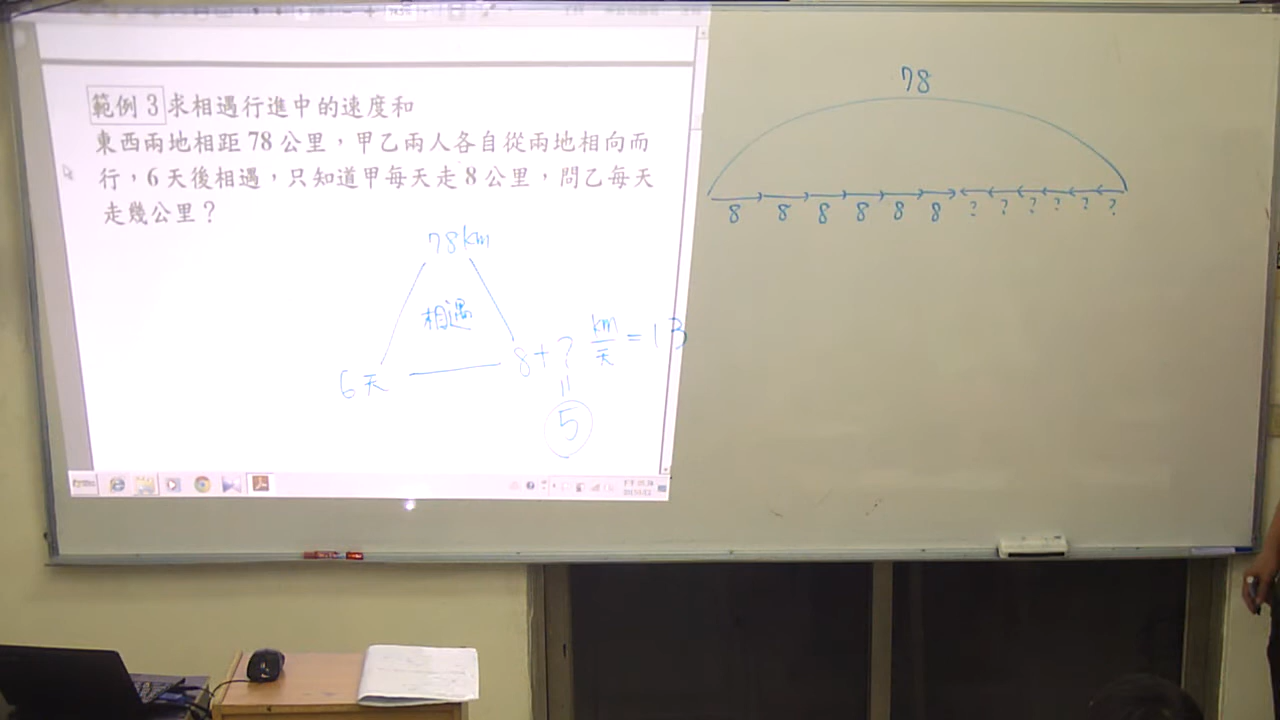 範例 3 求相遇行進中的速度和
東西兩地相距 78 公里，甲乙兩人各自從兩地相向而
行，6 天後相遇，只知道甲每天走 8 公里，問乙每天
走幾公里？
78km
相遇
6天
8+? km/天 =13
=
5
78
8 8 8 8 8 8 ? ? ? ? ? ?